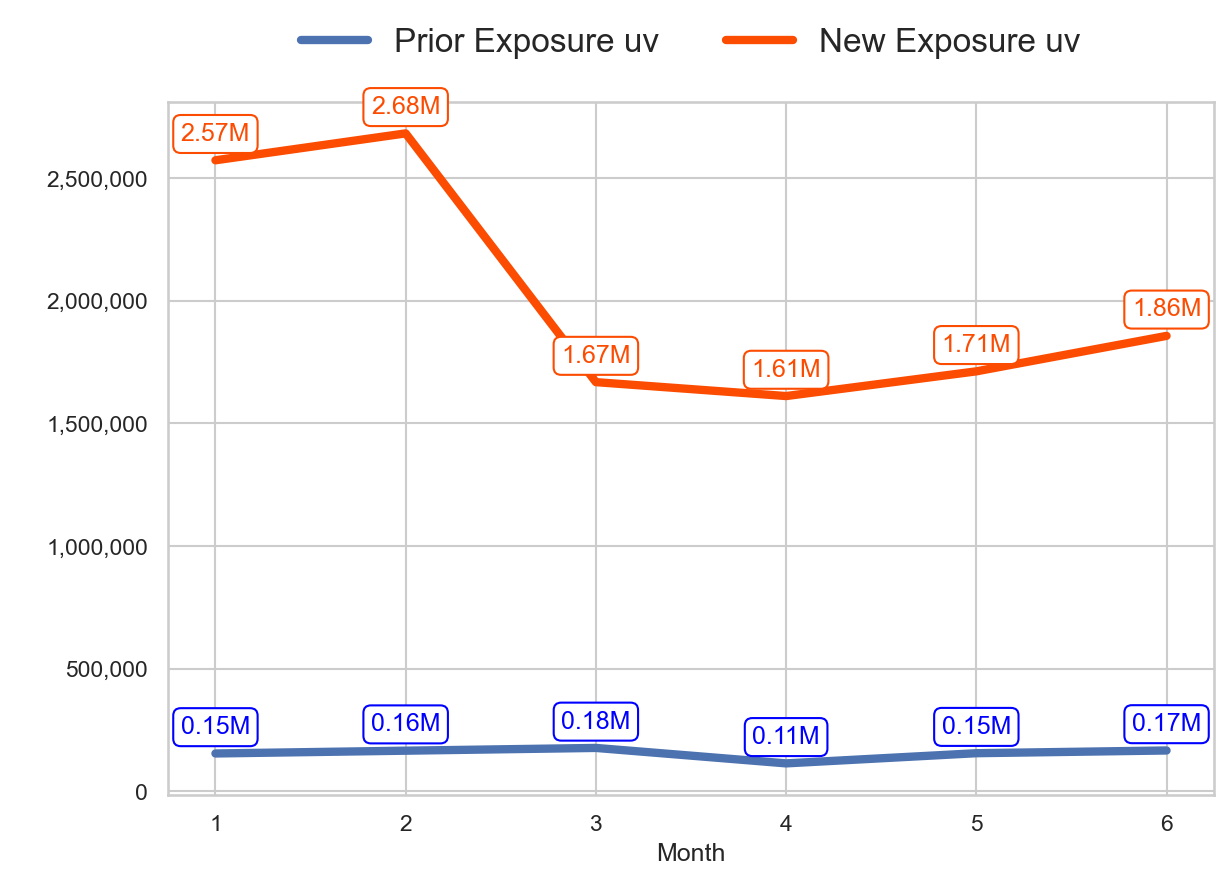 Prior Exposure uv New Exposure uv
2.68M
2.57M
2,500,000
2,000,000
1.86M
1.71M
1.67M
1.61M
1,500,000
1,000,000
500,000
0.15M 0.16M 0.18M 0.11M 0.15M 0.17M
0
1 2 3 4 5 6
Month